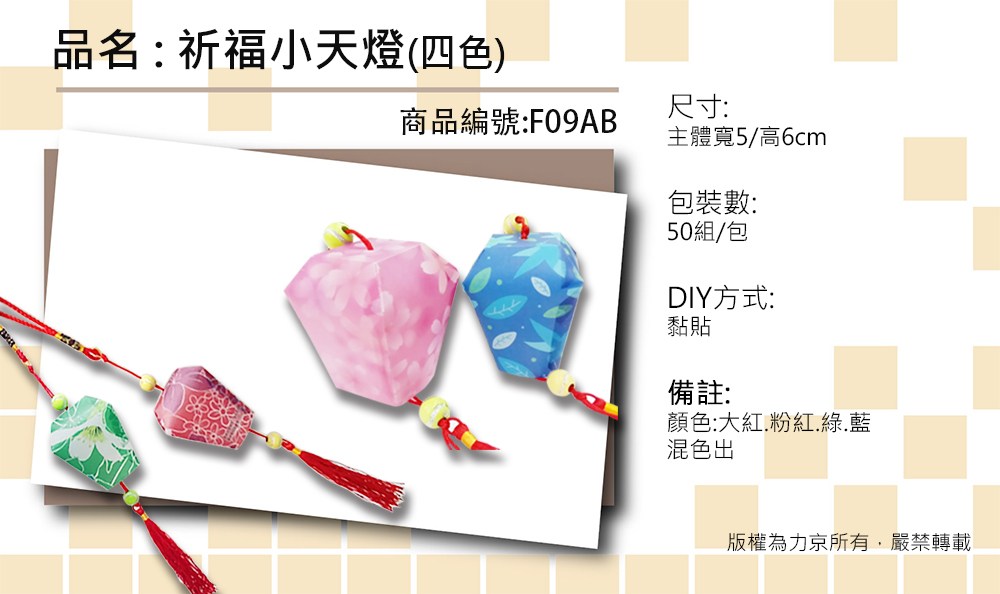 品名 : 祈福小天燈(四色)
商品編號:F09AB
尺寸:
主體寬5/高6cm
包裝數:
50組/包
DIY方式:
黏貼
備註:
顏色:大紅.粉紅.綠.藍
混色出
版權為力京所有，嚴禁轉載